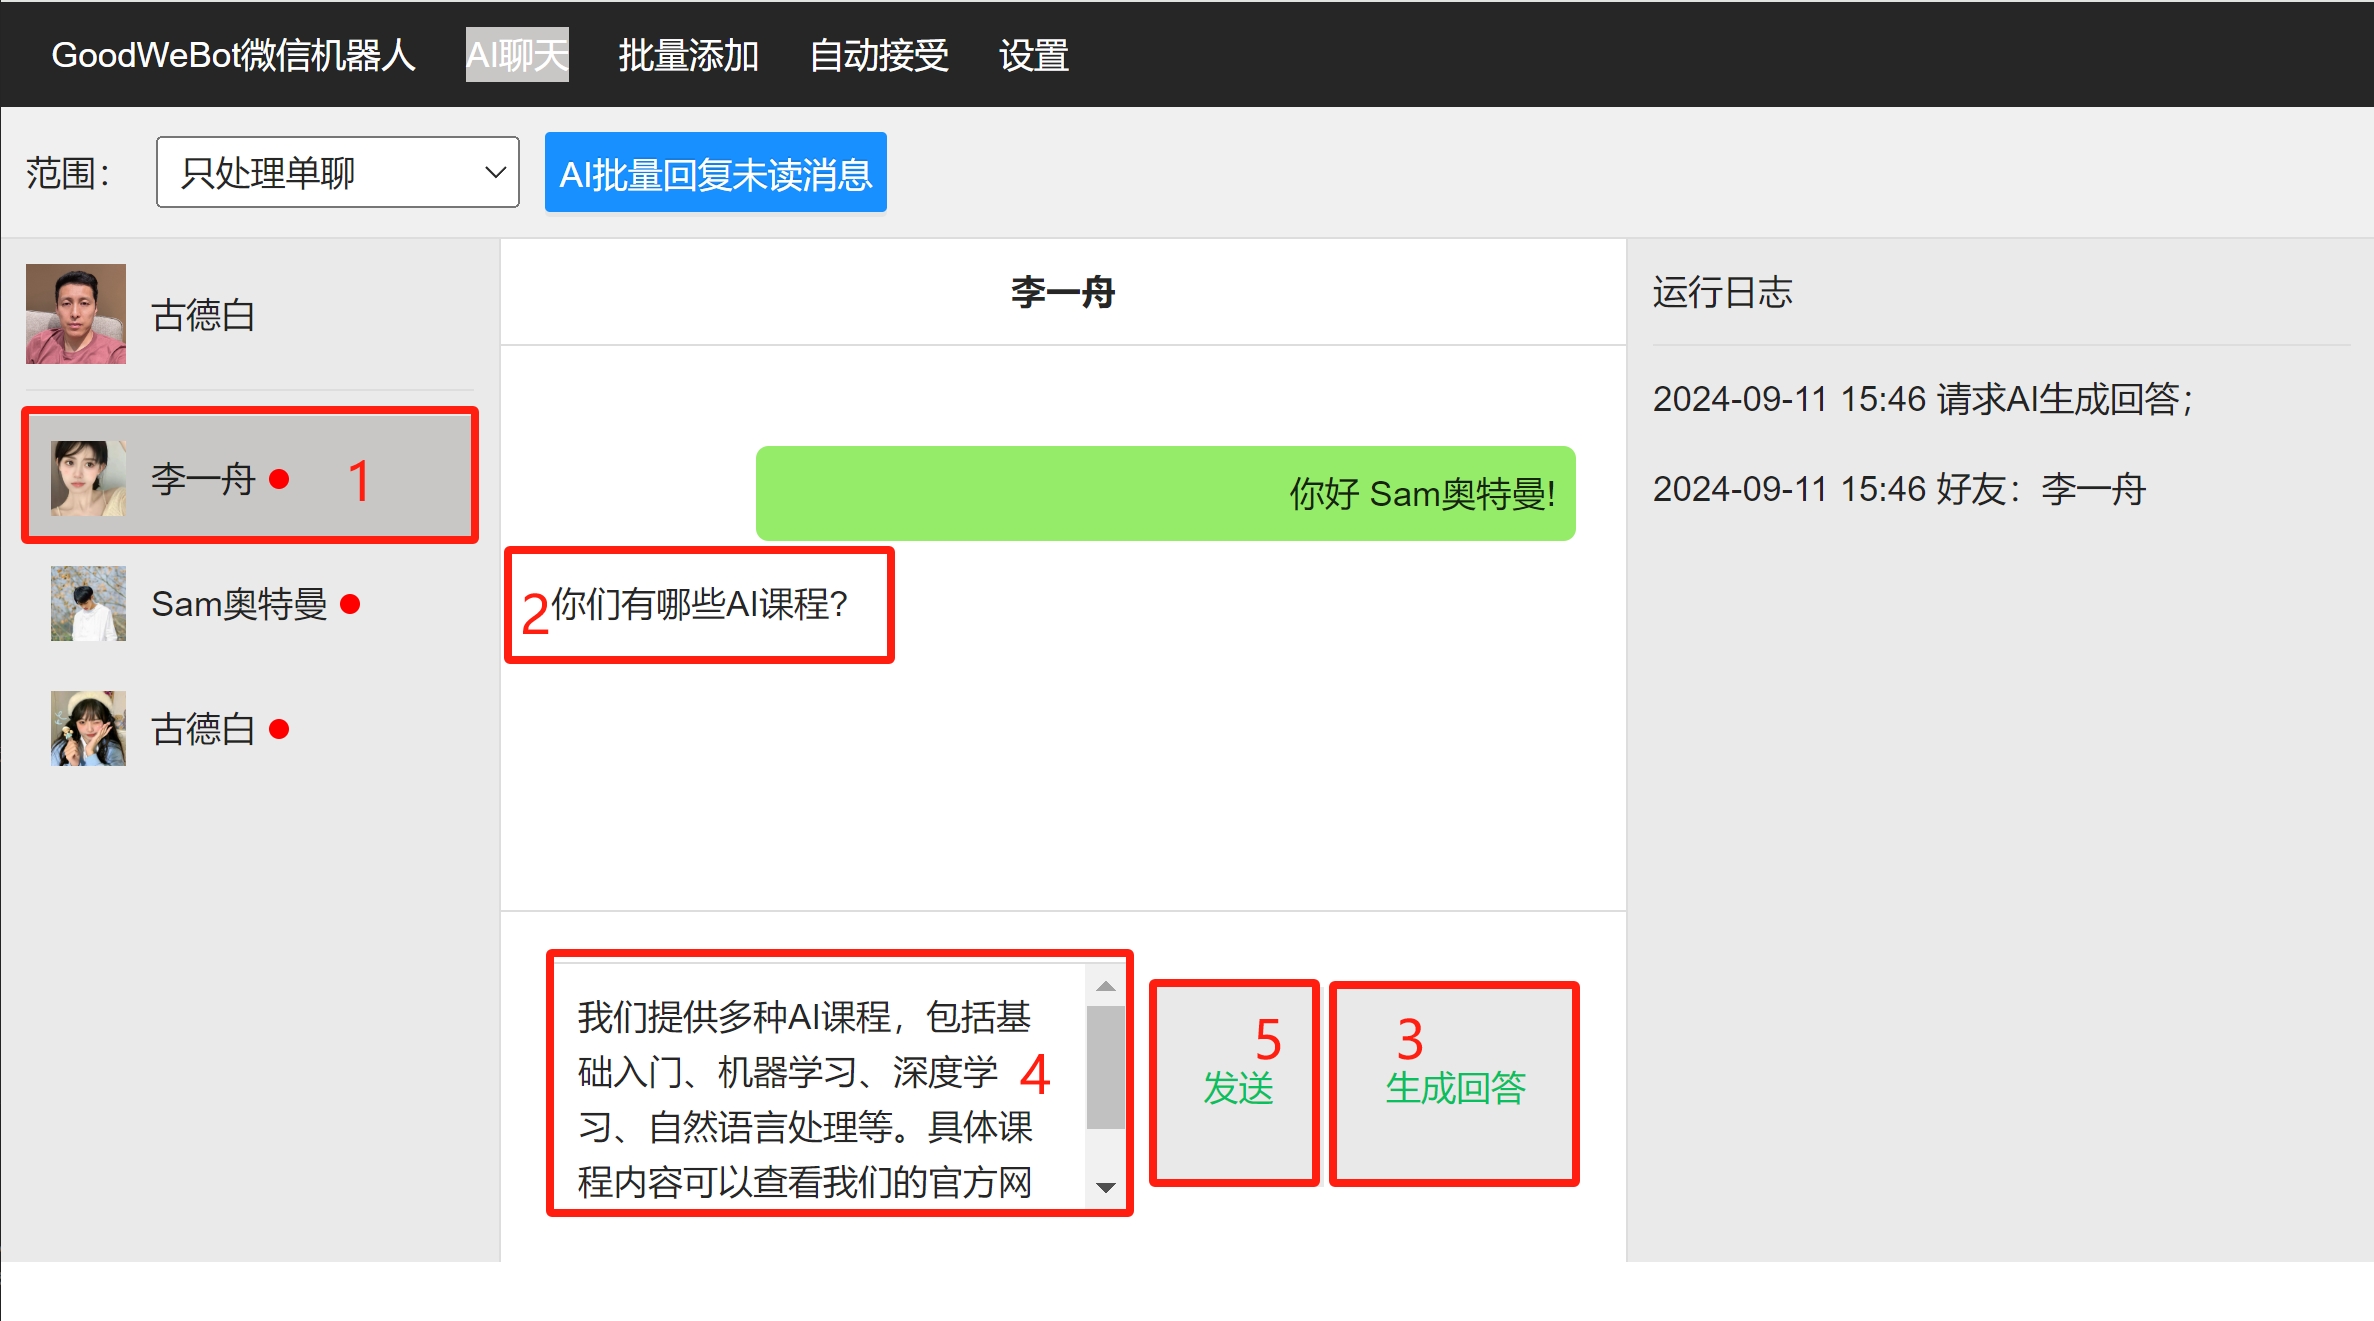 GoodWeBot微信机器人 AI聊天 批量添加 自动接受 设置
范围： 只处理单聊 AI批量回复未读消息
古德白
李一舟 1
Sam奥特曼
古德白
李一舟
你好 Sam奥特曼!
2你们有哪些AI课程?
我们提供多种AI课程，包括基
础入门、机器学习、深度学
习、自然语言处理等。具体课
程内容可以查看我们的官方网
4
5
发送
3
生成回答
运行日志
2024-09-11 15:46 请求AI生成回答；
2024-09-11 15:46 好友：李一舟